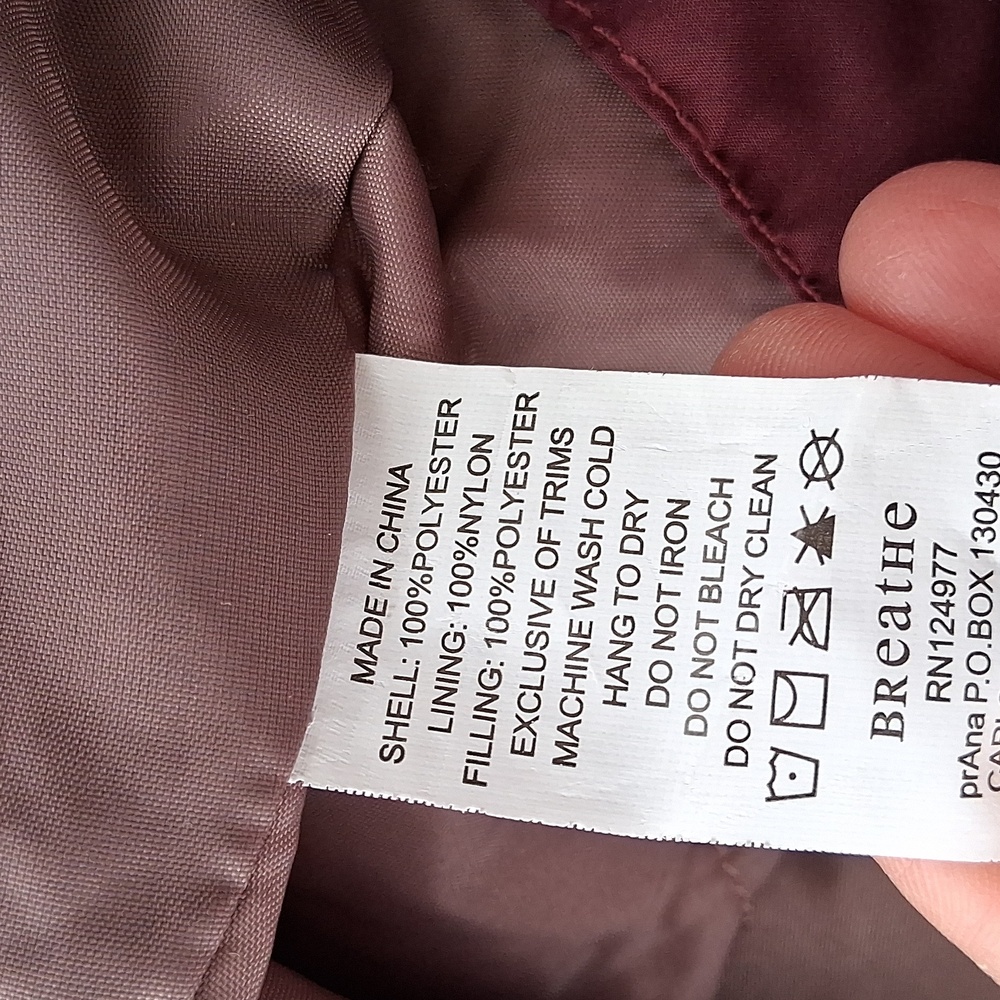 MADE IN CHINA
SHELL: 100%POLYESTER
LINING: 100%NYLON
FILLING: 100%POLYESTER
EXCLUSIVE OF TRIMS
MACHINE WASH COLD
HANG TO DRY
DO NOT IRON
DO NOT BLEACH
DO NOT DRY CLEAN
BReatHe
RN124977
prAna P.O.BOX 130430